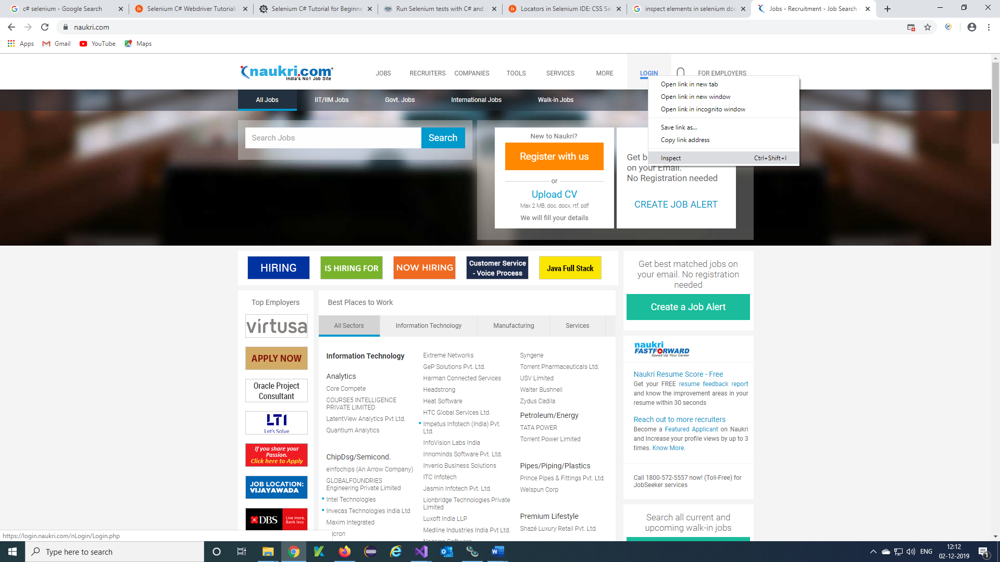 c# selenium - Google Search
Selenium C# Webdriver Tutorial:
Selenium C# Tutorial for Beginne
Run Selenium tests with C# and
Locators in Selenium IDE: CSS Sel
inspect elements in selenium doc
Jobs - Recruitment - Job Search -
naukri.com
Apps
Gmail
YouTube
Maps
naukri.com
India's No1 Job Site
JOBS
RECRUITERS
COMPANIES
TOOLS
SERVICES
MORE
LOGIN
FOR EMPLOYERS
Open link in new tab
Open link in new window
Open link in incognito window
Save link as...
Copy link address
Inspect Ctrl+Shift+I
All Jobs
IIT/IIM Jobs
Govt. Jobs
International Jobs
Walk-in Jobs
Search Jobs
Search
New to Naukri?
Register with us
or
Upload CV
Max 2 MB, doc, docx, rtf, pdf
We will fill your details
Get b
on your Email.
No Registration needed
CREATE JOB ALERT
HIRING
IS HIRING FOR
NOW HIRING
Customer Service
- Voice Process
Java Full Stack
Get best matched jobs on
your email. No registration
needed
Create a Job Alert
Top Employers
virtusa
APPLY NOW
Oracle Project
Consultant
LTI
Let's Solve
If you share your
Passion.
Click here to Apply
JOB LOCATION:
VIJAYAWADA
DBS
Live more,
Bank less
Best Places to Work
All Sectors
Information Technology
Manufacturing
Services
Information Technology
Analytics
Core Compete
COURSE5 INTELLIGENCE
PRIVATE LIMITED
LatentView Analytics Pvt Ltd.
Quantium Analytics
ChipDsg/Semicond.
einfochips (An Arrow Company)
GLOBALFOUNDRIES
Engineering Private Limited
Intel Technologies
Invecas Technologies India Ltd
Maxim Integrated
icron
Extreme Networks
GeP Solutions Pvt. Ltd.
Harman Connected Services
Headstrong
Heat Software
HTC Global Services Ltd.
Impetus Infotech (India) Pvt.
Ltd.
InfoVision Labs India
Innominds Software Pvt. Ltd.
Invenio Business Solutions
ITC Infotech
Jasmin Infotech Pvt. Ltd.
Lionbridge Technologies Private
Limited
Luxoft India LLP
Medline Industries India Pvt Ltd.
Nagarro Software
Syngene
Torrent Pharmaceuticals Ltd.
USV Limited
Walter Bushnell
Zydus Cadila
Petroleum/Energy
TATA POWER
Torrent Power Limited
Pipes/Piping/Plastics
Prince Pipes & Fittings Pvt. Ltd.
Welspun Corp
Premium Lifestyle
Shazé Luxury Retail Pvt. Ltd.
naukri
FASTFORWARD
Speed Up Your Career
Naukri Resume Score - Free
Get your FREE resume feedback report
and know the improvement areas in your
resume within 30 seconds
Reach out to more recruiters
Become a Featured Applicant on Naukri
and Increase your profile views by up to 3
times. Know More.
Call 1800-572-5557 now! (Toll-Free) for
JobSeeker services
Search all current and
upcoming walk-in jobs
https://login.naukri.com/nLogin/Login.php
Type here to search
ENG
12:12
02-12-2019
1